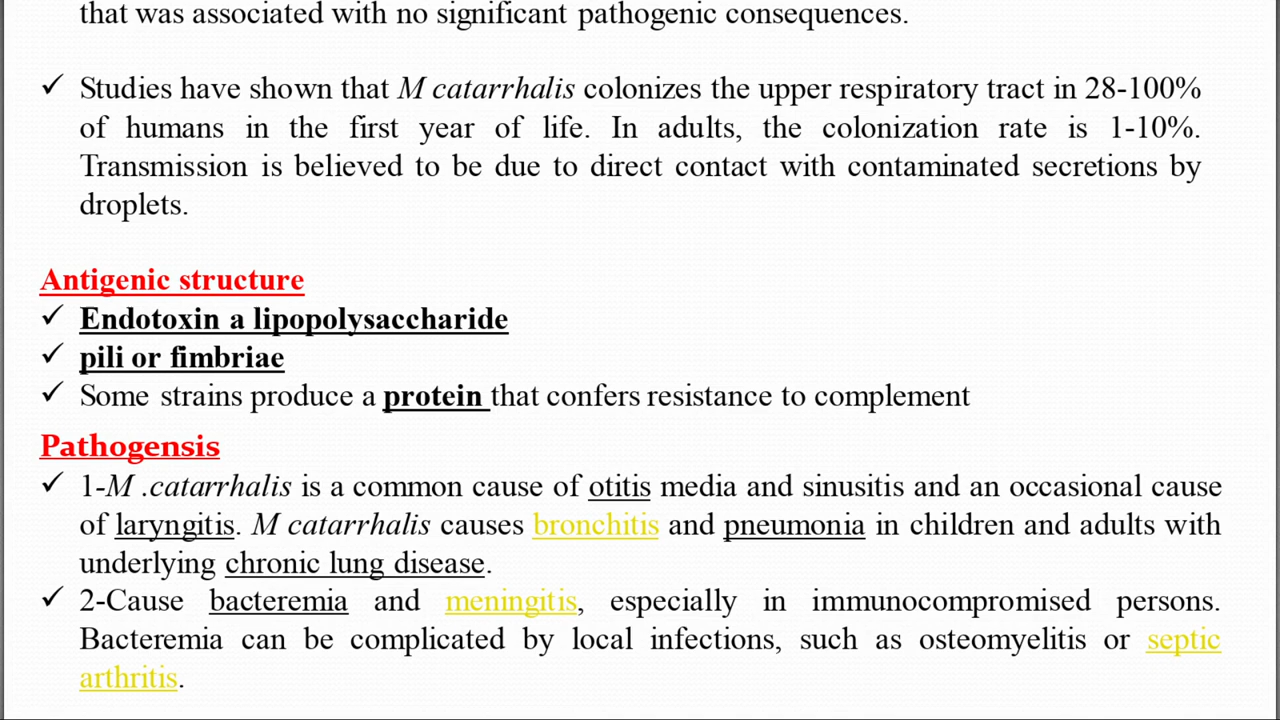 that was associated with no significant pathogenic consequences.
✓ Studies have shown that M catarrhalis colonizes the upper respiratory tract in 28-100%
of humans in the first year of life. In adults, the colonization rate is 1-10%.
Transmission is believed to be due to direct contact with contaminated secretions by
droplets.
Antigenic structure
✓ Endotoxin a lipopolysaccharide
✓ pili or fimbriae
✓ Some strains produce a protein that confers resistance to complement
Pathogensis
✓ 1-M .catarrhalis is a common cause of otitis media and sinusitis and an occasional cause
of laryngitis. M catarrhalis causes bronchitis and pneumonia in children and adults with
underlying chronic lung disease.
✓ 2-Cause bacteremia and meningitis, especially in immunocompromised persons.
Bacteremia can be complicated by local infections, such as osteomyelitis or septic
arthritis.